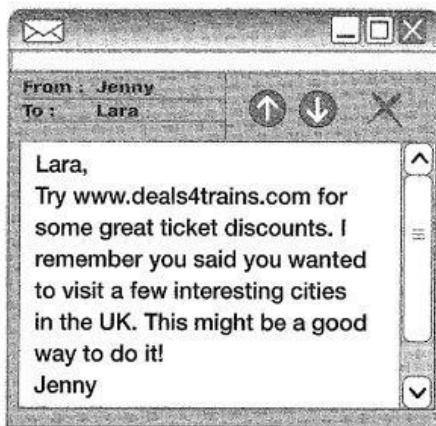 From : Jenny
To : Lara
Lara,
Try www.deals4trains.com for
some great ticket discounts. I
remember you said you wanted
to visit a few interesting cities
in the UK. This might be a good
way to do it!
Jenny